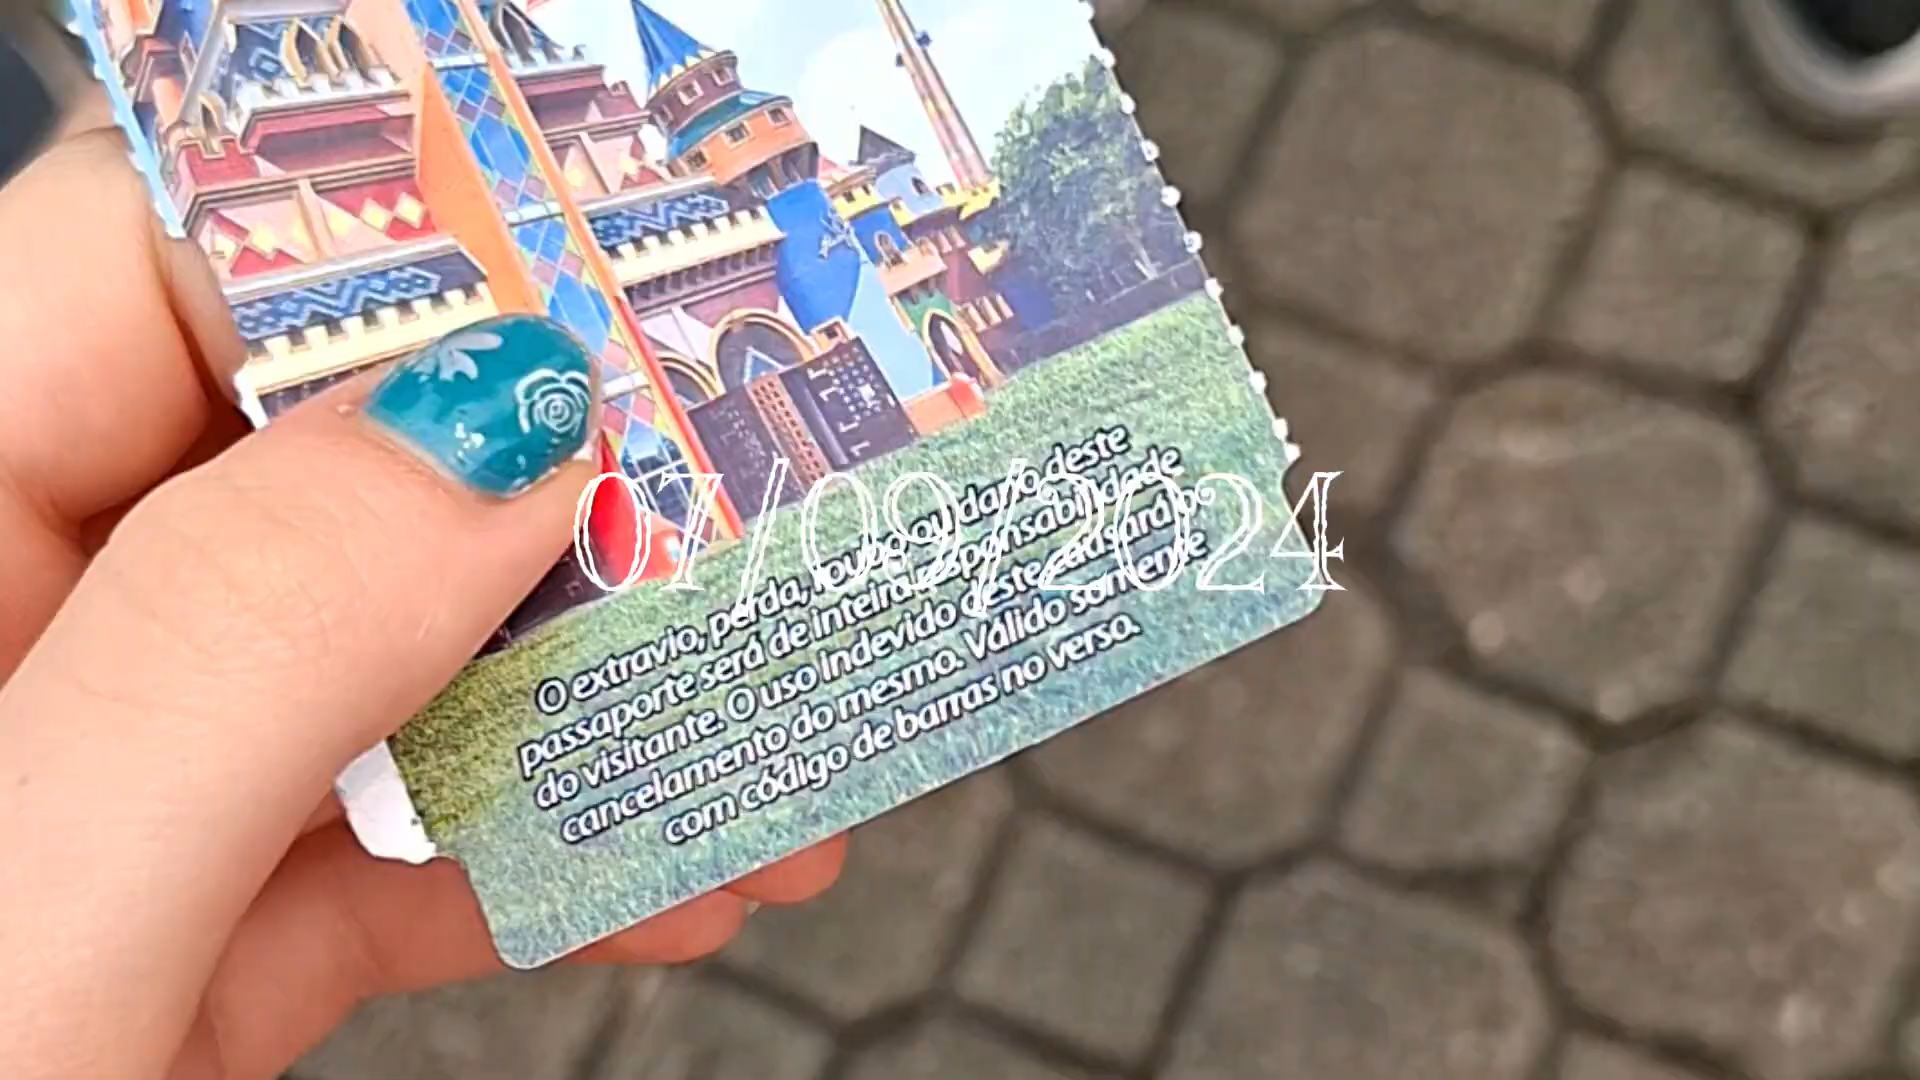 07/09/2024
O extravio, perda, roubo ou dano deste
passaporte será de inteira responsabilidade
do visitante. O uso indevido deste causará o
cancelamento do mesmo. Válido somente
com código de barras no verso.